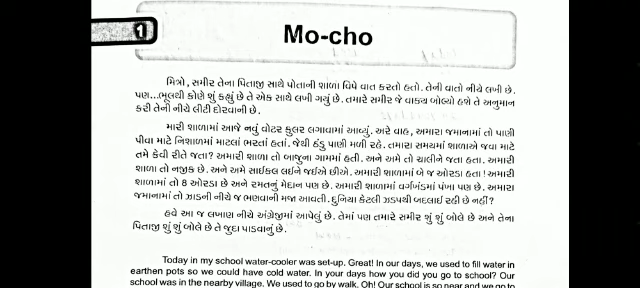 1
Mo-cho
મિત્રો, સમીર તેના પિતાજી સાથે પોતાની શાળા વિષે વાત કરતો હતો. તેની વાતો નીચે લખી છે.
પણ...ભૂલથી કોણે શું કહ્યું છે તે એક સાથે લખી ગયું છે. તમારે સમીર જે વાક્ય બોલ્યો હશે તે અનુમાન
કરી તેની નીચે લીટી દોરવાની છે.
મારી શાળામાં આજે નવું વોટર કુલર લગાવામાં આવ્યું. અરે વાહ, અમારા જમાનામાં તો પાણી
પીવા માટે નિશાળમાં માટલાં ભરતાં હતાં. જેથી ઠંડુ પાણી મળી રહે. તમારા સમયમાં શાળાએ જવા માટે
તમે કેવી રીતે જતા? અમારી શાળા તો બાજુના ગામમાં હતી. અને અમે તો ચાલીને જતા હતા. અમારી
શાળા તો નજીક છે. અને અમે સાઈકલ લઈને જઈએ છીએ. અમારી શાળામાં બે જ ઓરડા હતા! અમારી
શાળામાં તો 8 ઓરડા છે અને રમતનું મેદાન પણ છે. અમારી શાળામાં વર્ગખંડમાં પંખા પણ છે. અમારા
જમાનામાં તો ઝાડની નીચે જ ભણવાની મજા આવતી. દુનિયા કેટલી ઝડપથી બદલાઈ રહી છે નહીં?
હવે આ જ લખાણ નીચે અંગ્રેજીમાં આપેલું છે. તેમાં પણ તમારે સમીર શું શું બોલે છે અને તેના
પિતાજી શું શું બોલે છે તે જુદા પાડવાનું છે.
Today in my school water-cooler was set-up. Great! In our days, we used to fill water in
earthen pots so we could have cold water. In your days how you did you go to school? Our
school was in the nearby village. We used to go by walk. Oh! Our school is so near and we go to